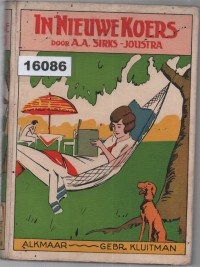 IN NIEUWE KOERS
DOOR A.A. SIRKS-JOUSTRA
16086
ALKMAAR GEBR. KLUITMAN